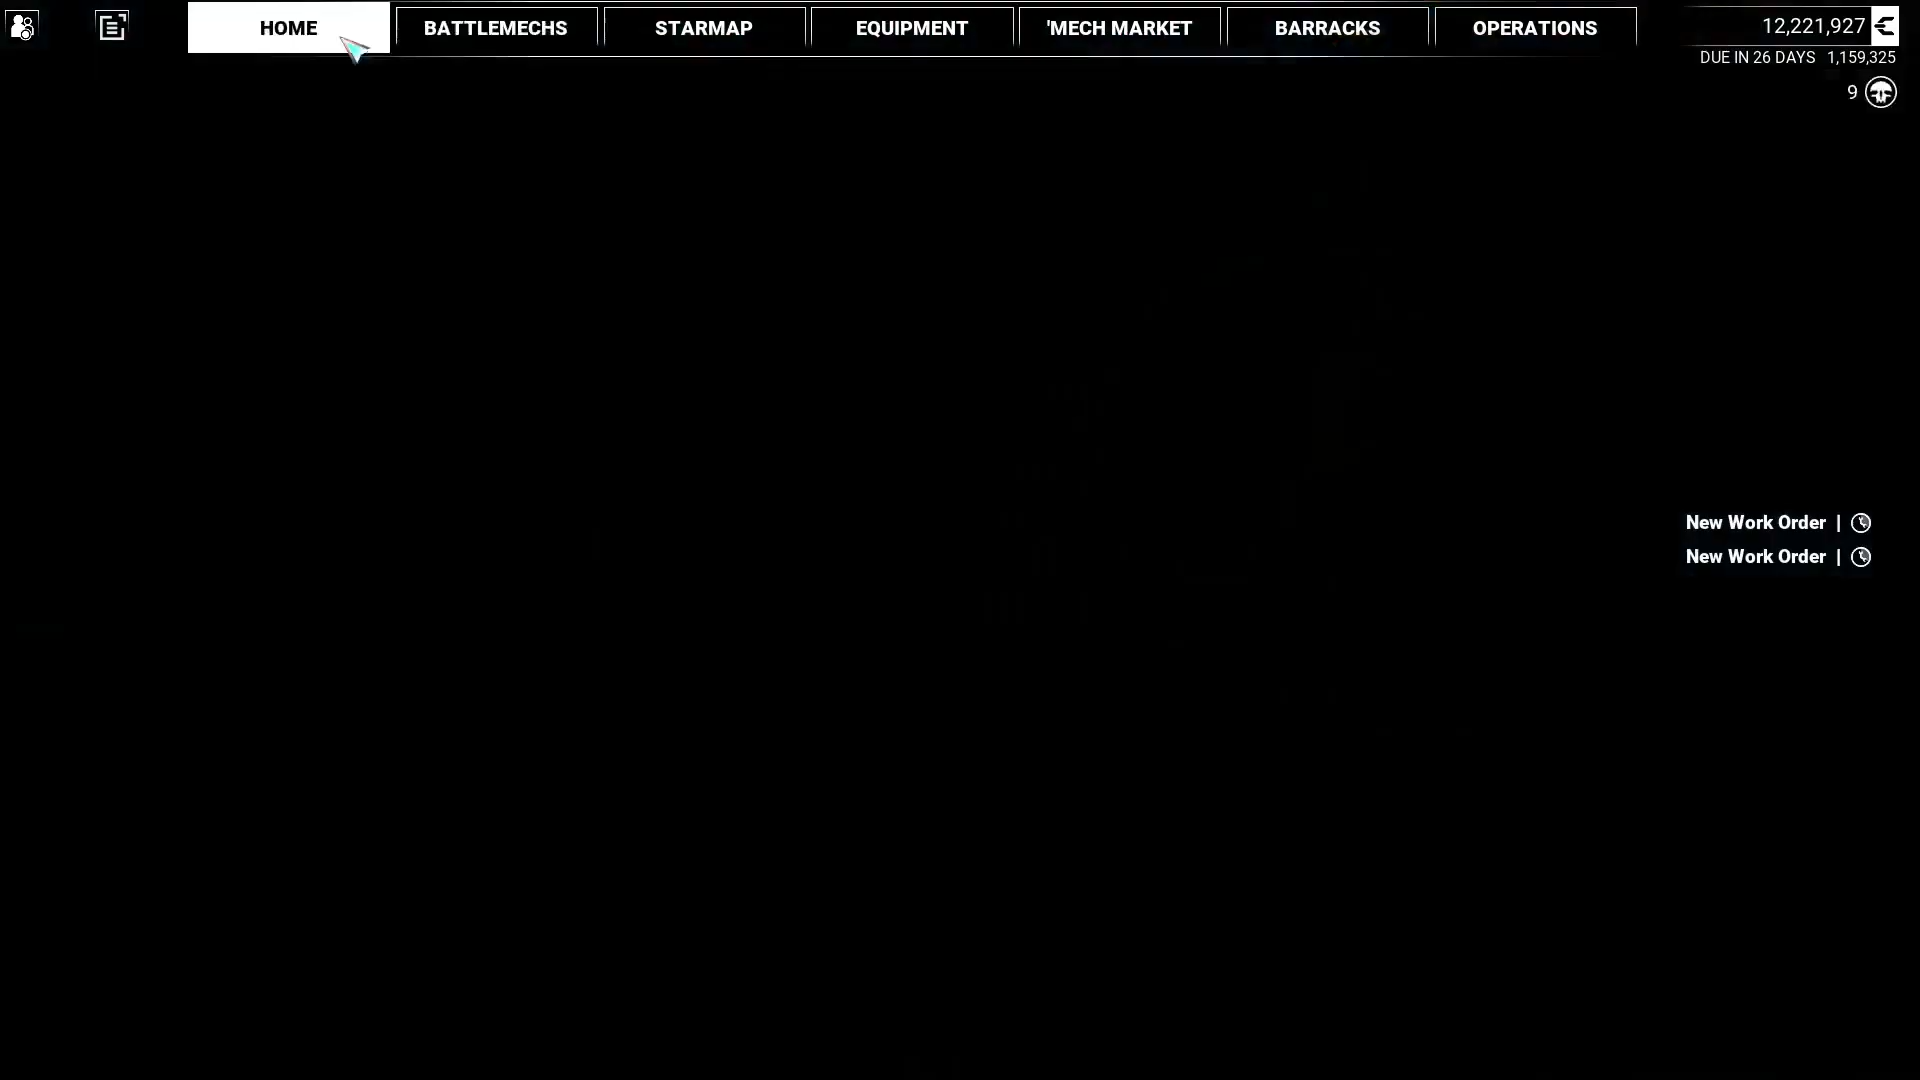 HOME
BATTLEMECHS
STARMAP
EQUIPMENT
'MECH MARKET
BARRACKS
OPERATIONS
12,221,927
DUE IN 26 DAYS 1,159,325
9
New Work Order |
New Work Order |